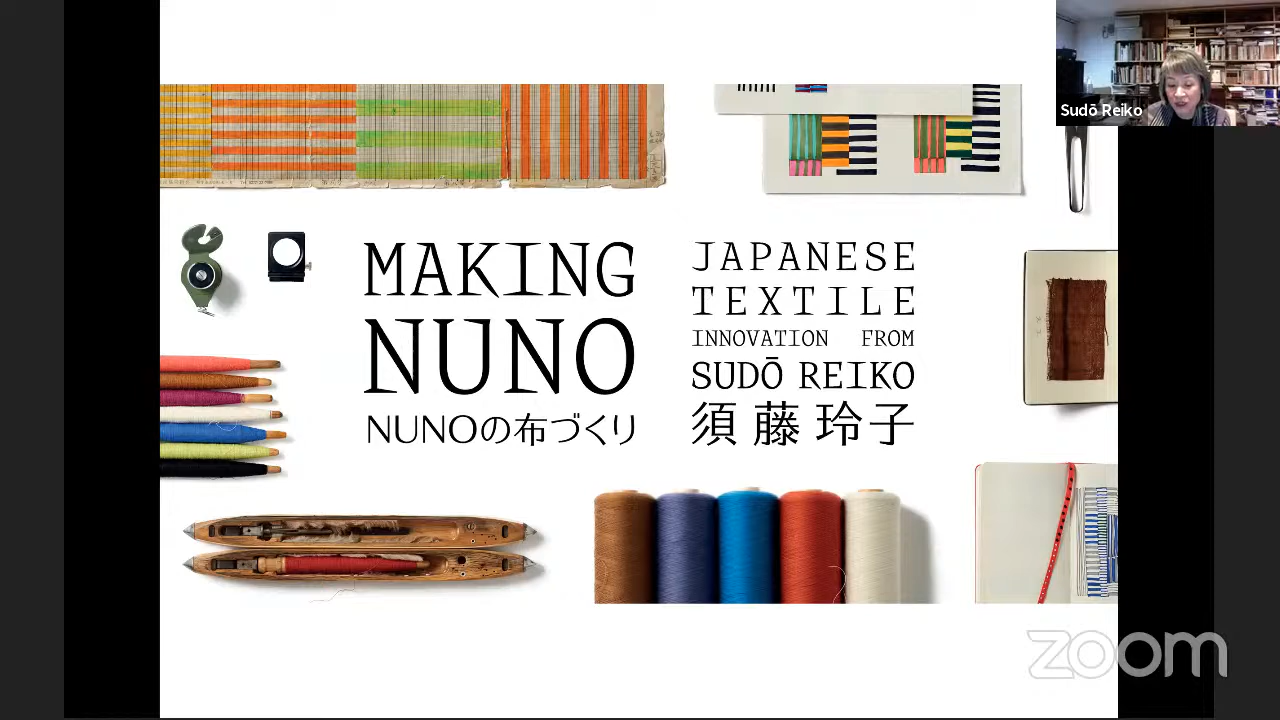 Sudō Reiko
MAKING
NUNO
NUNOの布づくり
JAPANESE
TEXTILE
INNOVATION FROM
SUDŌ REIKO
須藤玲子
zoom